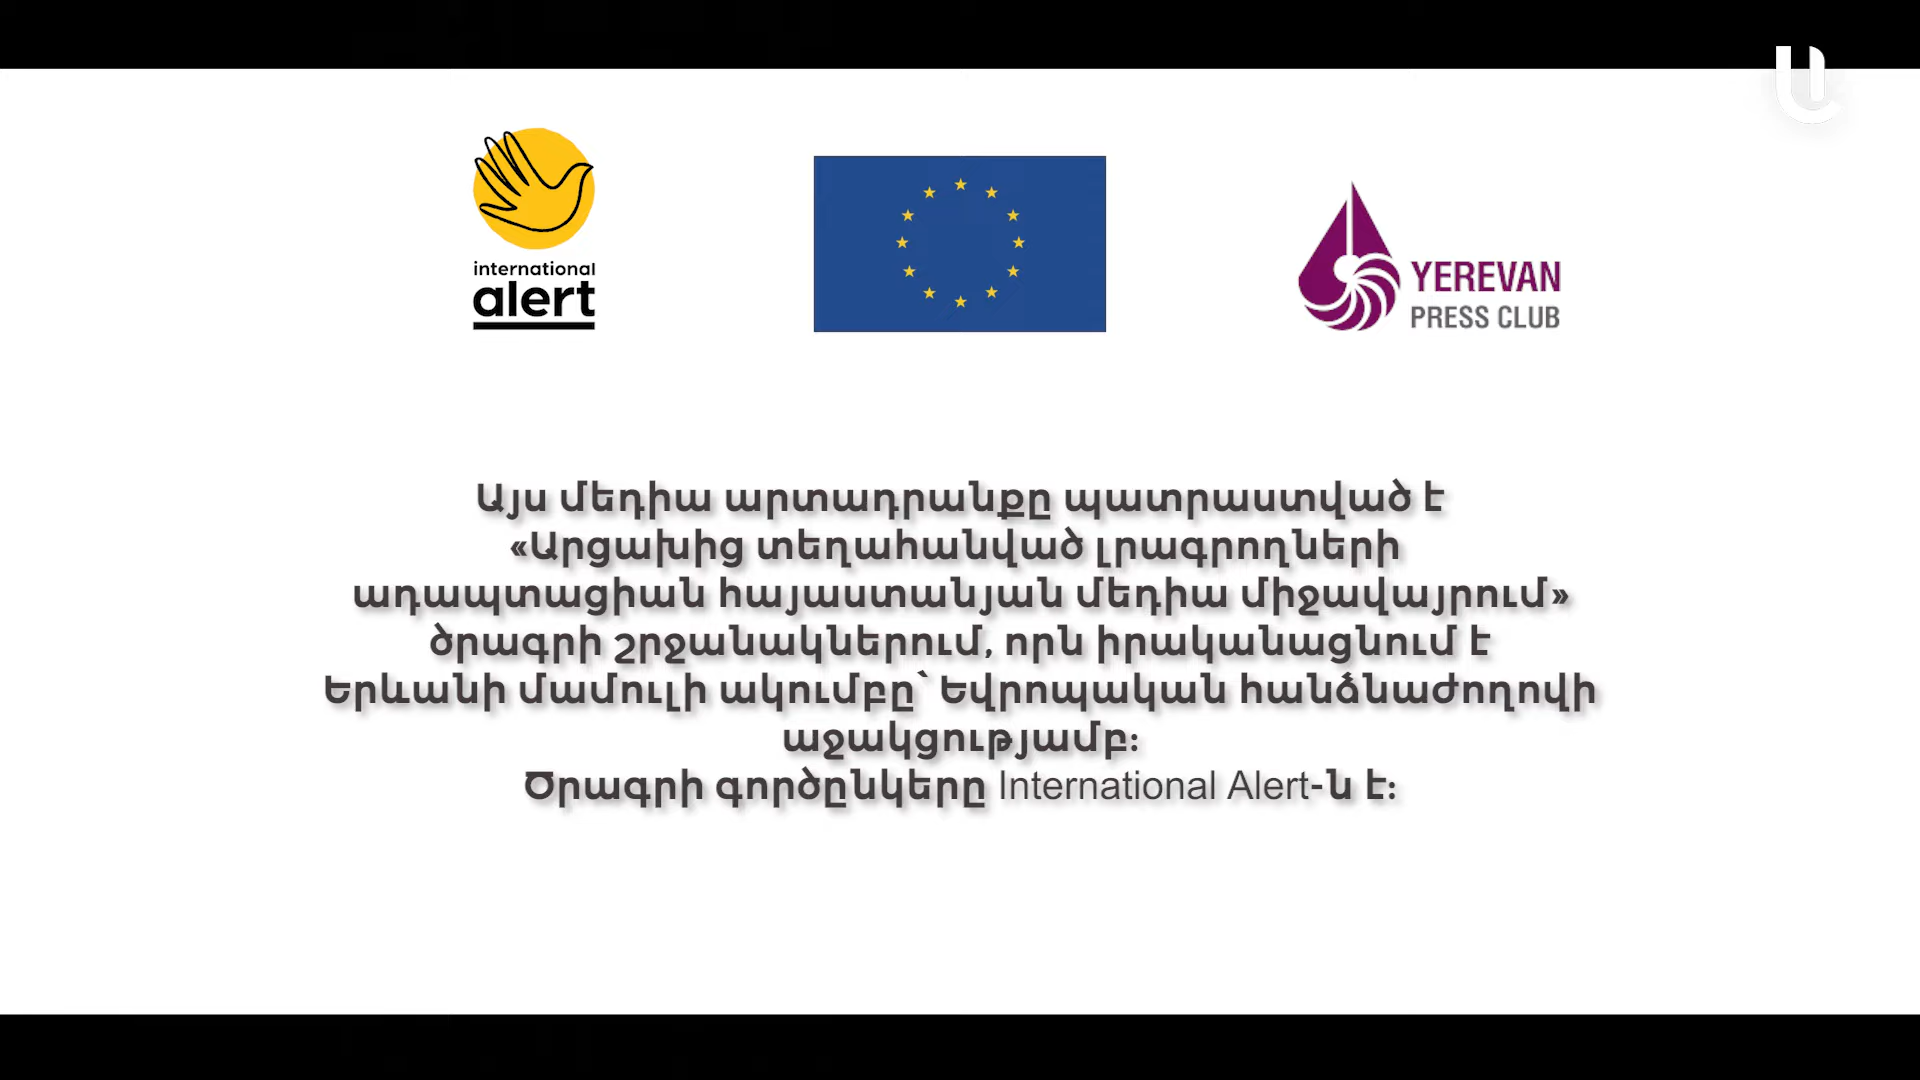 international
alert
YEREVAN
PRESS CLUB
Այս մեդիա արտադրանքը պատրաստված է
«Արցախից տեղահանված լրագրողների
ադապտացիան հայաստանյան մեդիա միջավայրում»
ծրագրի շրջանակներում, որն իրականացնում է
Երևանի մամուլի ակումբը՝ Եվրոպական հանձնաժողովի
աջակցությամբ:
Ծրագրի գործընկերը International Alert-ն է: